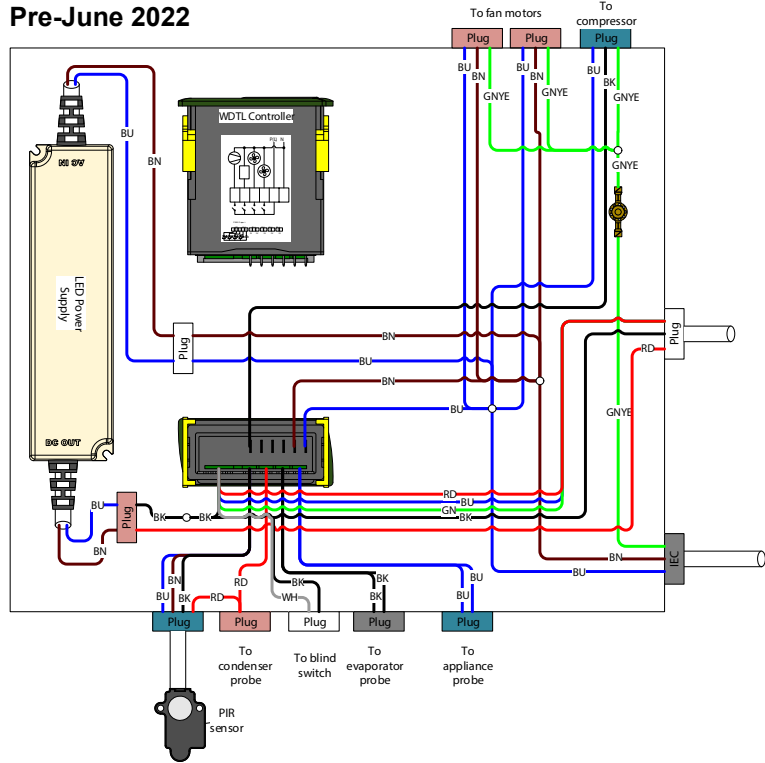 Pre-June 2022
To fan motors
To
compressor
Plug
Plug
Plug
BU
BN
GNYE
BU
BN
GNYE
BU
BK
GNYE
GNYE
AC IN
BU
BN
WDTL Controller
LED Power
Supply
Plug
BN
BU
BN
BU
Plug
RD
GNYE
DC OUT
BU
BN
Plug
BK
BK
RD
BU
GN
BK
BN
BU
IEC
BU
BN
BK
RD
RD
WH
BK
BK
BK
BU
BU
Plug
Plug
Plug
Plug
Plug
To
condenser
probe
To blind
switch
To
evaporator
probe
To
appliance
probe
PIR
sensor